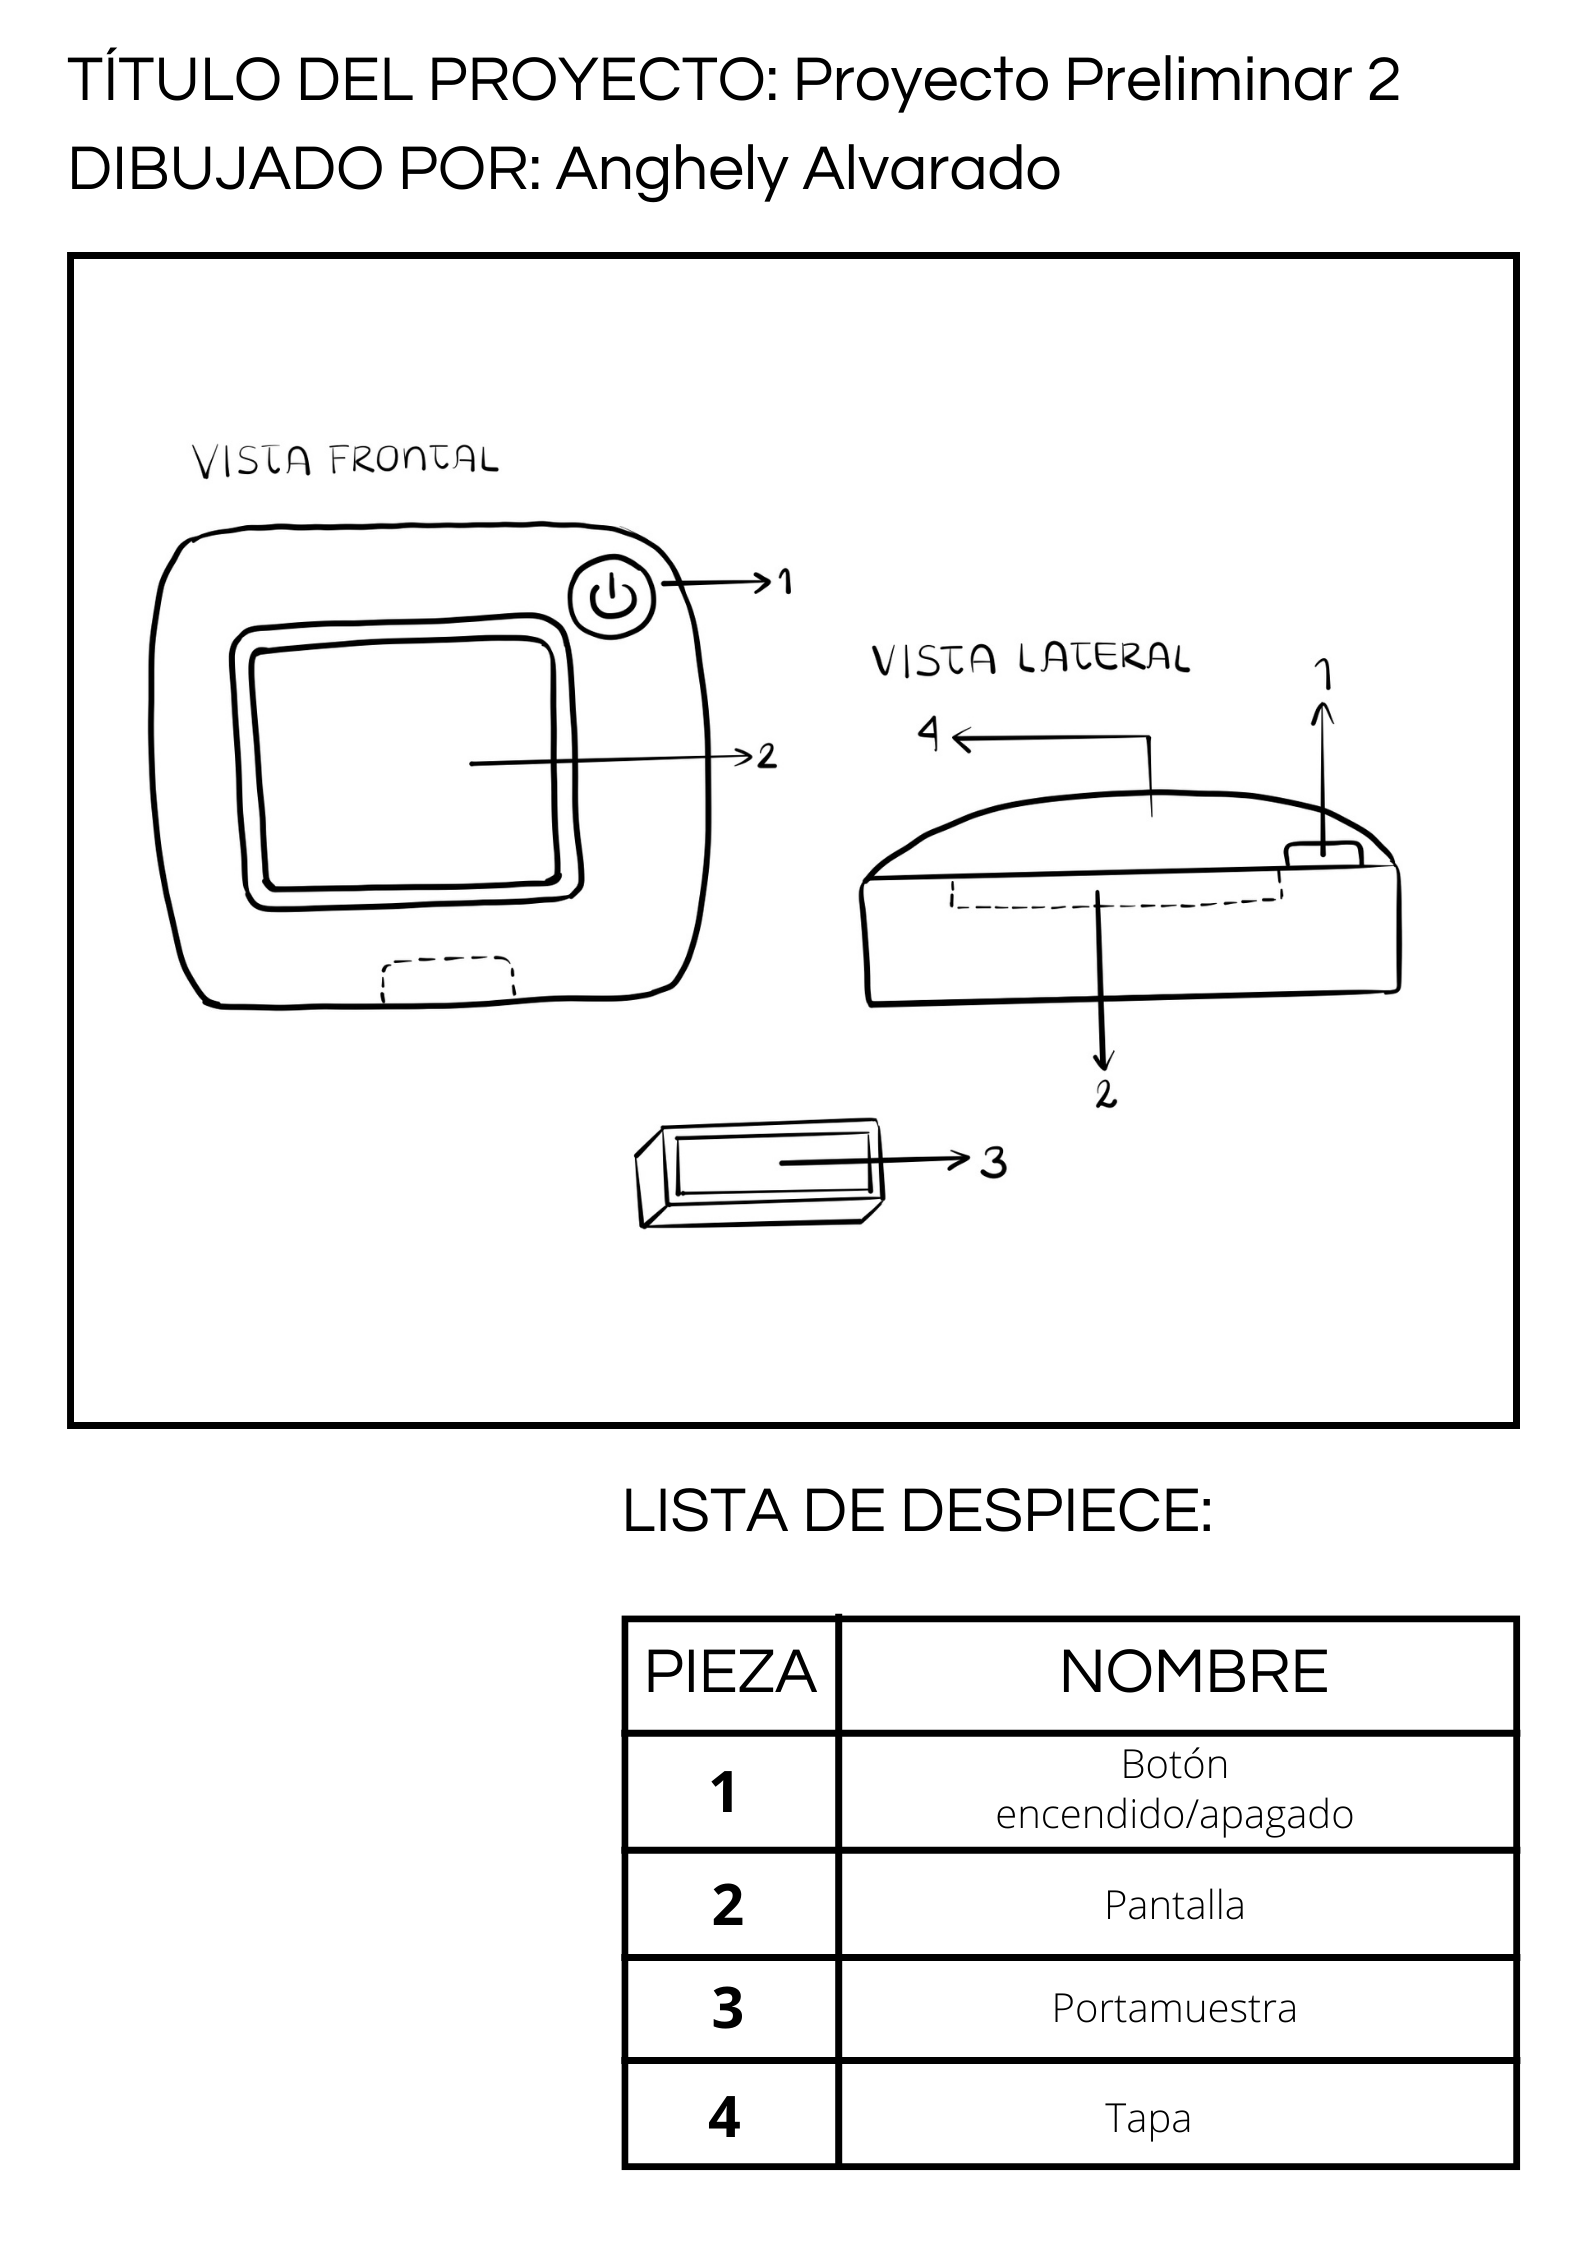 TÍTULO DEL PROYECTO: Proyecto Preliminar 2
DIBUJADO POR: Anghely Alvarado
VISTA FRONTAL
1
2
VISTA LATERAL
1
4
2
3
LISTA DE DESPIECE:
PIEZA NOMBRE
1 Botón
encendido/apagado
2 Pantalla
3 Portamuestra
4 Tapa